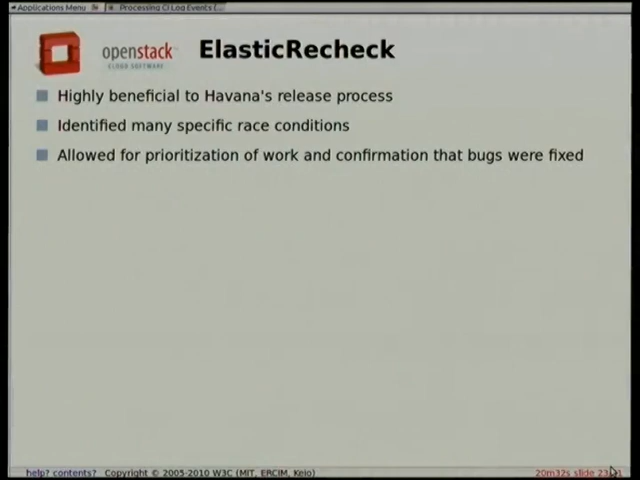 Applications Menu
Processing CI Log Events (...
openstack
CLOUD SOFTWARE
ElasticRecheck
Highly beneficial to Havana's release process
Identified many specific race conditions
Allowed for prioritization of work and confirmation that bugs were fixed
help? contents? Copyright © 2005-2010 W3C (MIT, ERCIM, Keio)
20m32s slide